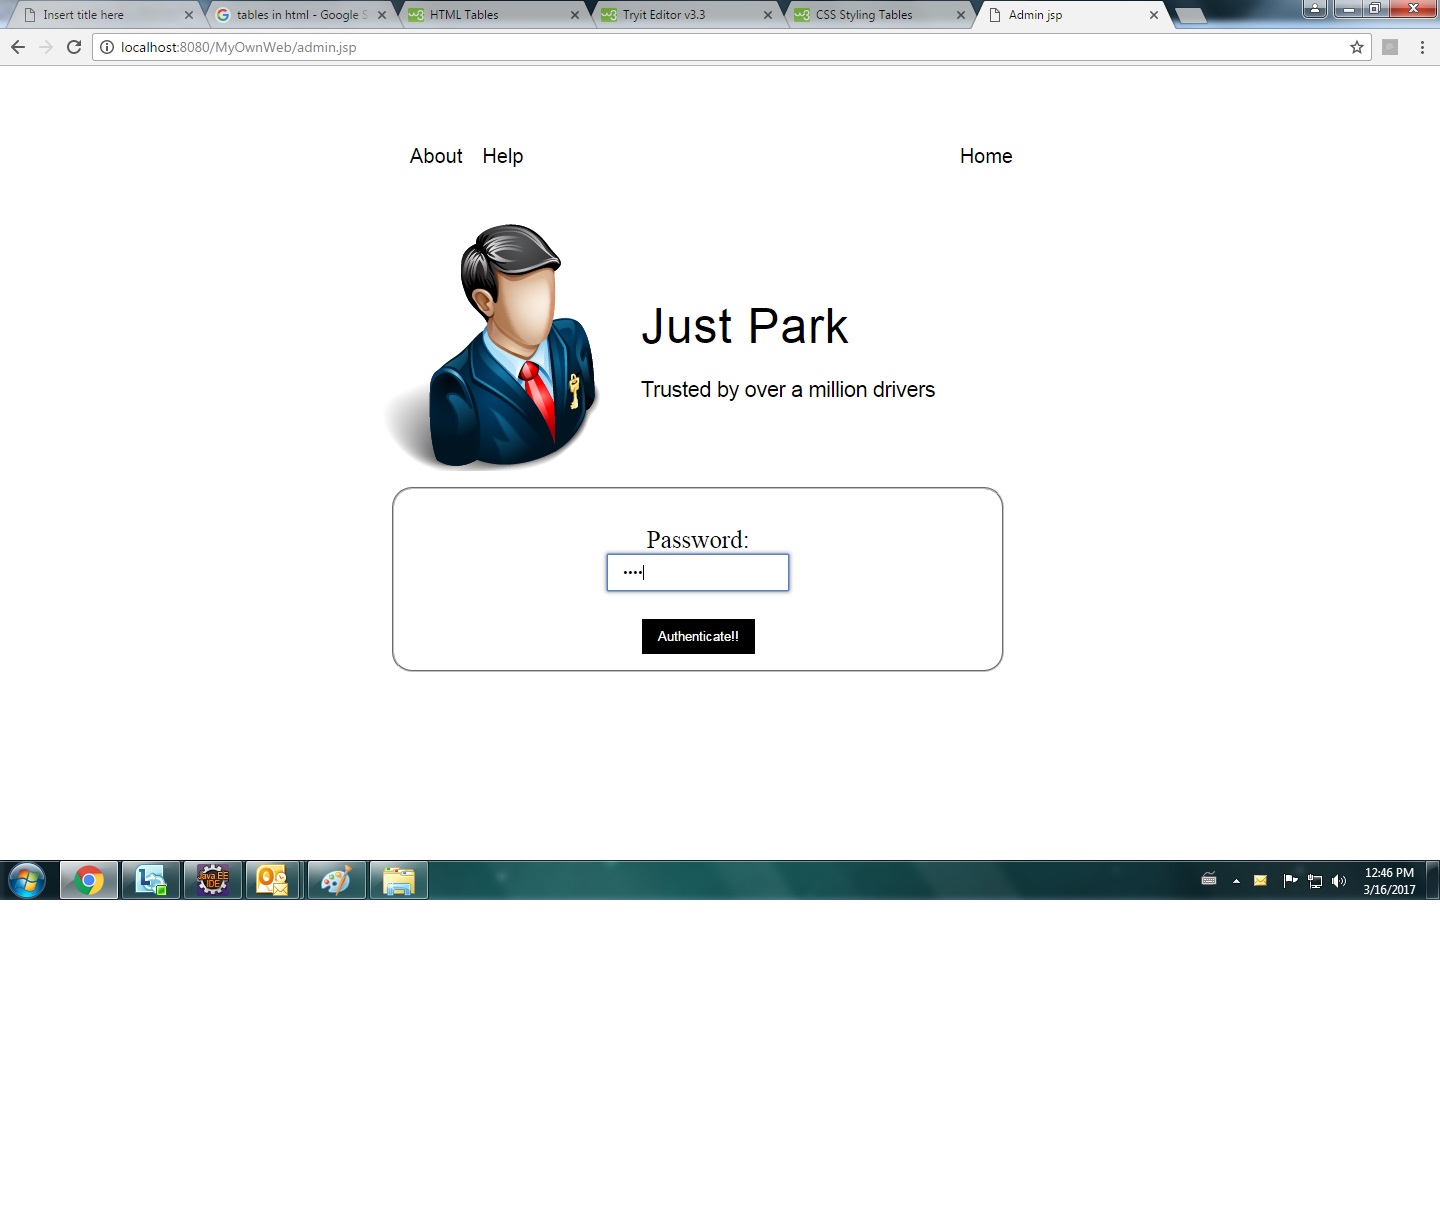 Insert title here
tables in html - Google S
HTML Tables
Tryit Editor v3.3
CSS Styling Tables
Admin jsp
localhost:8080/MyOwnWeb/admin.jsp
About Help Home
Just Park
Trusted by over a million drivers
Password:
••••
Authenticate!!
Java EE
IDE
12:46 PM
3/16/2017